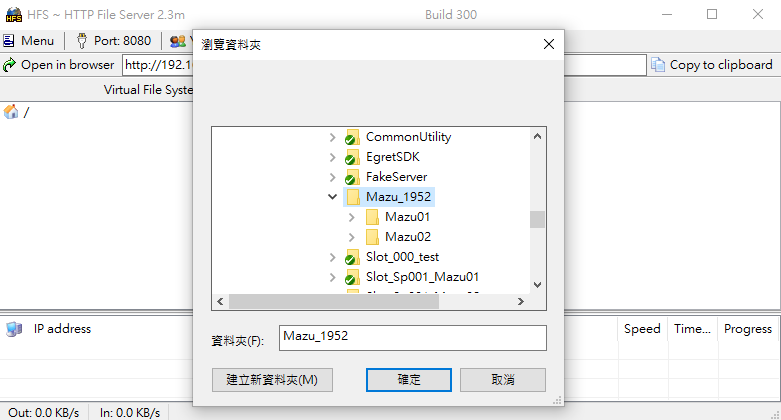 HFS ~ HTTP File Server 2.3m
Build 300
Menu
Port: 8080
Open in browser
http://192.1
Copy to clipboard
Virtual File Syste
/
瀏覽資料夾
CommonUtility
EgretSDK
FakeServer
Mazu_1952
Mazu01
Mazu02
Slot_000_test
Slot_Sp001_Mazu01
資料夾(F):
Mazu_1952
建立新資料夾(M)
確定
取消
IP address
Speed
Time...
Progress
Out: 0.0 KB/s
In: 0.0 KB/s